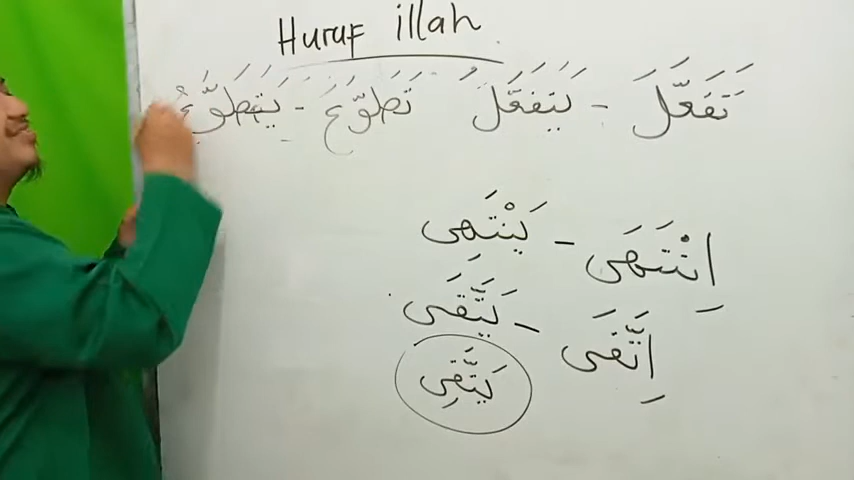 Huruf illah
تَفَعَّلَ – يَتَفَعَّلَ تَطَوَّعَ – يَتَطَوَّعُ
اِنْتَهَى – يَنْتَهِى
اِتَّقَى – يَتَّقَى
يَتَّقِى